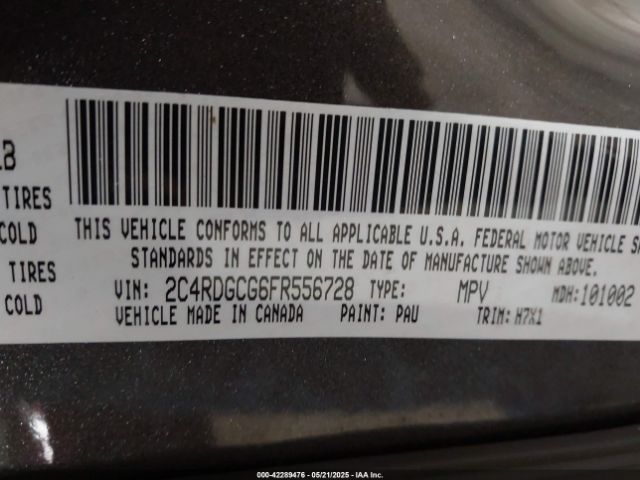 LB
TIRES
COLD
TIRES
COLD
THIS VEHICLE CONFORMS TO ALL APPLICABLE U.S.A. FEDERAL MOTOR VEHICLE
STANDARDS IN EFFECT ON THE DATE OF MANUFACTURE SHOWN ABOVE.
VIN: 2C4RDGCG6FR556728 TYPE: MPV MDH:101002
VEHICLE MADE IN CANADA PAINT: PAU TRIM: H7X1
000-42289476 - 05/21/2025 - IAA Inc.